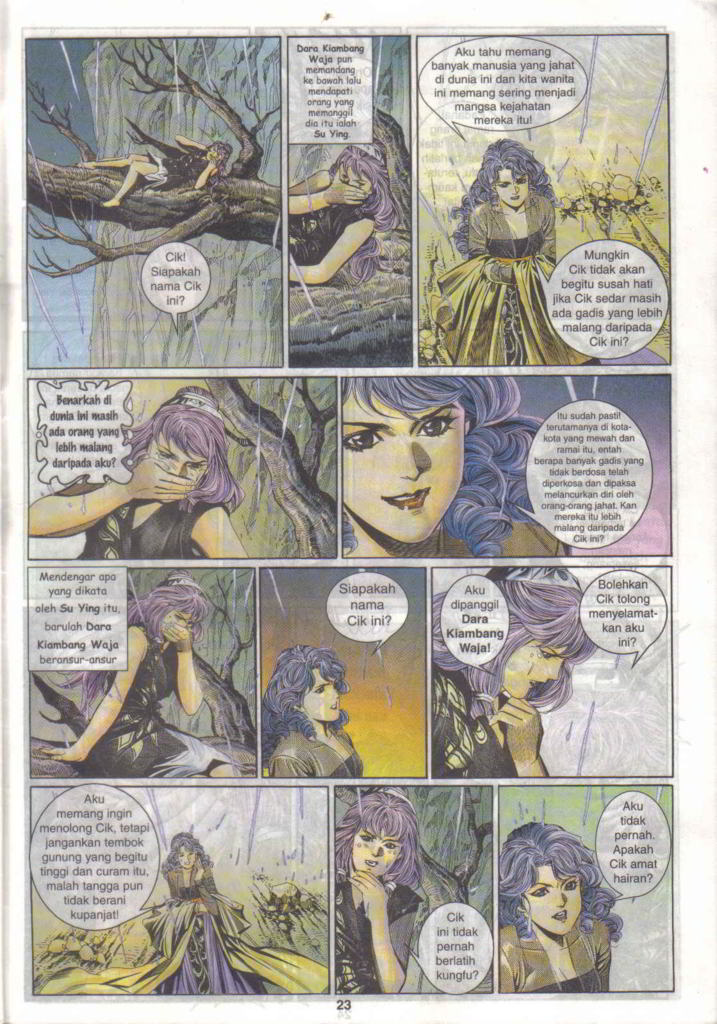 Cik!
Siapakah
nama Cik
ini?
Dara Kiambang
Waja pun
memandang
ke bawah lalu
mendapati
orang yang
memanggil
dia itu ialah
Su Ying.
Aku tahu memang
banyak manusia yang jahat
di dunia ini dan kita wanita
ini memang sering menjadi
mangsa kejahatan
mereka itu!
Mungkin
Cik tidak akan
begitu susah hati
jika Cik sedar masih
ada gadis yang lebih
malang daripada
Cik ini?
Benarkah di
dunia ini masih
ada orang yang
lebih malang
daripada aku?
Itu sudah pasti!
terutamanya di kota-
kota yang mewah dan
ramai itu, entah
berapa banyak gadis yang
tidak berdosa telah
diperkosa dan dipaksa
melancurkan diri oleh
orang-orang jahat. Kan
mereka itu lebih
malang daripada
Cik ini?
Mendengar apa
yang dikata
oleh Su Ying itu,
barulah Dara
Kiambang Waja
beransur-ansur
Siapakah
nama
Cik ini?
Aku
dipanggil
Dara
Kiambang
Waja!
Bolehkan
Cik tolong
menyelamat-
kan aku
ini?
Aku
memang ingin
menolong Cik, tetapi
jangankan tembok
gunung yang begitu
tinggi dan curam itu,
malah tangga pun
tidak berani
kupanjat!
Cik
ini tidak
pernah
berlatih
kungfu?
Aku
tidak
pernah.
Apakah
Cik amat
hairan?
23